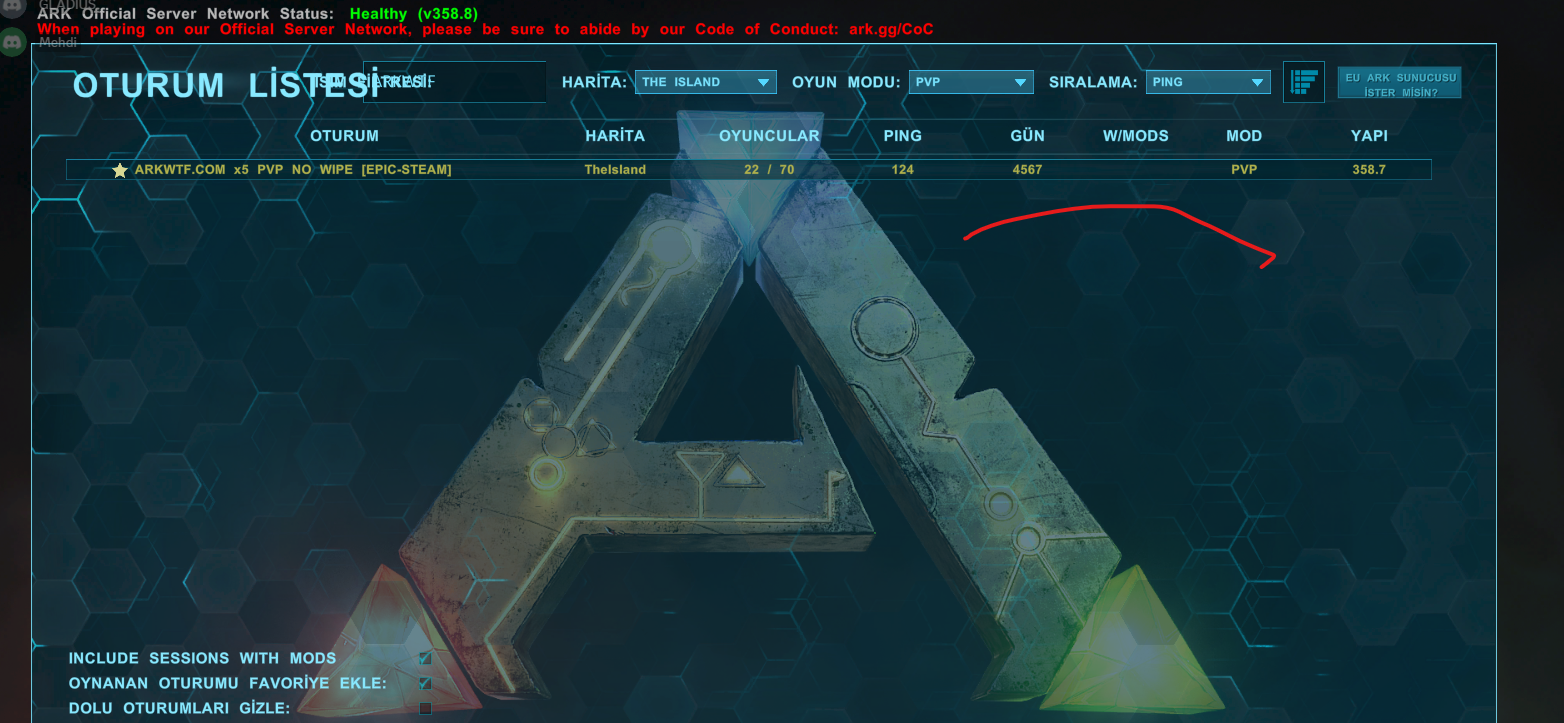 GLADIUS
ARK Official Server Network Status: Healthy (v358.8)
When playing on our Official Server Network, please be sure to abide by our Code of Conduct: ark.gg/CoC
Mehdi
OTURUM LİSTESİ
HARİTA: THE ISLAND OYUN MODU: PVP SIRALAMA: PING
EU ARK SUNUCUSU
İSTER MİSİN?
OTURUM HARİTA OYUNCULAR PING GÜN W/MODS MOD YAPI
ARKWTF.COM x5 PVP NO WIPE [EPIC-STEAM] TheIsland 22 / 70 124 4567 PVP 358.7
INCLUDE SESSIONS WITH MODS
OYNANAN OTURUMU FAVORİYE EKLE:
DOLU OTURUMLARI GİZLE: